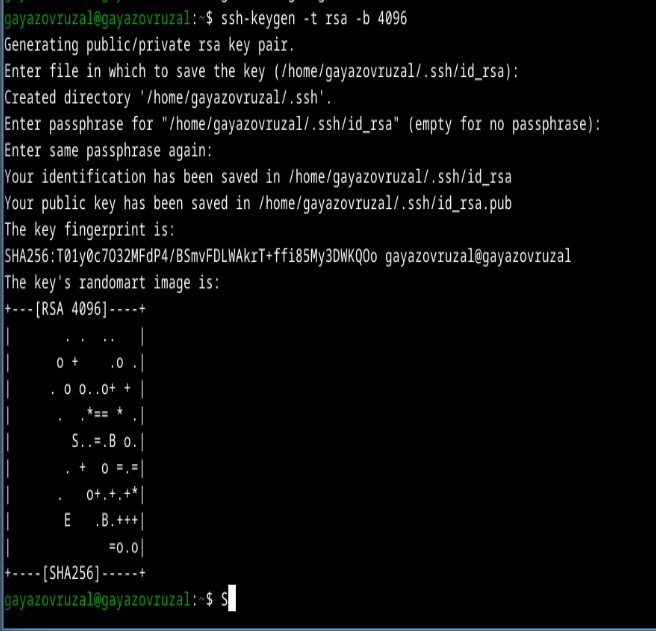 gayazovruzal@gayazovruzal:~$ ssh-keygen -t rsa -b 4096
Generating public/private rsa key pair.
Enter file in which to save the key (/home/gayazovruzal/.ssh/id_rsa):
Created directory '/home/gayazovruzal/.ssh'.
Enter passphrase for "/home/gayazovruzal/.ssh/id_rsa" (empty for no passphrase):
Enter same passphrase again:
Your identification has been saved in /home/gayazovruzal/.ssh/id_rsa
Your public key has been saved in /home/gayazovruzal/.ssh/id_rsa.pub
The key fingerprint is:
SHA256:T01y0c7O32MFdP4/BSmvFDLWAkrT+ffi85My3DWKQOo gayazovruzal@gayazovruzal
The key's randomart image is:
+---[RSA 4096]----+
|       . .  ..   |
|      o +    .o .|
|     . o o..o+ + |
|      .  .*== * .|
|        S..=.B o.|
|       . +  o =.=|
|      .   o+.+.+*|
|       E   .B.+++|
|             =o.o|
+----[SHA256]-----+
gayazovruzal@gayazovruzal:~$ S